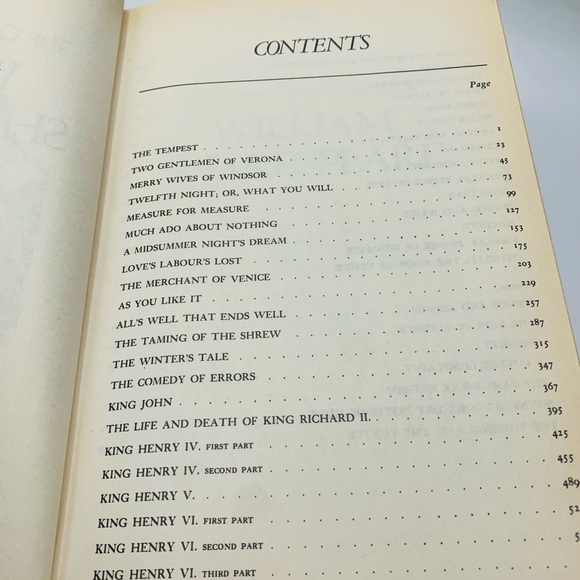 CONTENTS
Page
THE TEMPEST . . . . . . . . . . . . . . . 1
TWO GENTLEMEN OF VERONA . . . . . . . . . . . 23
MERRY WIVES OF WINDSOR . . . . . . . . . . . . 45
TWELFTH NIGHT; OR, WHAT YOU WILL . . . . . . . . . 73
MEASURE FOR MEASURE . . . . . . . . . . . . . 99
MUCH ADO ABOUT NOTHING . . . . . . . . . . . . 127
A MIDSUMMER NIGHT'S DREAM . . . . . . . . . . . 153
LOVE'S LABOUR'S LOST . . . . . . . . . . . . . 175
THE MERCHANT OF VENICE . . . . . . . . . . . . 203
AS YOU LIKE IT . . . . . . . . . . . . . . . 229
ALL'S WELL THAT ENDS WELL . . . . . . . . . . . 257
THE TAMING OF THE SHREW . . . . . . . . . . . . 287
THE WINTER'S TALE . . . . . . . . . . . . . . 315
THE COMEDY OF ERRORS . . . . . . . . . . . . . 347
KING JOHN . . . . . . . . . . . . . . . . . 367
THE LIFE AND DEATH OF KING RICHARD II . . . . . . . . 395
KING HENRY IV. FIRST PART . . . . . . . . . . . . 425
KING HENRY IV. SECOND PART . . . . . . . . . . . 455
KING HENRY V. . . . . . . . . . . . . . . . . 489
KING HENRY VI. FIRST PART . . . . . . . . . . . . 52
KING HENRY VI. SECOND PART . . . . . . . . . . . 5
KING HENRY VI. THIRD PART . . . . . . . . . . . .